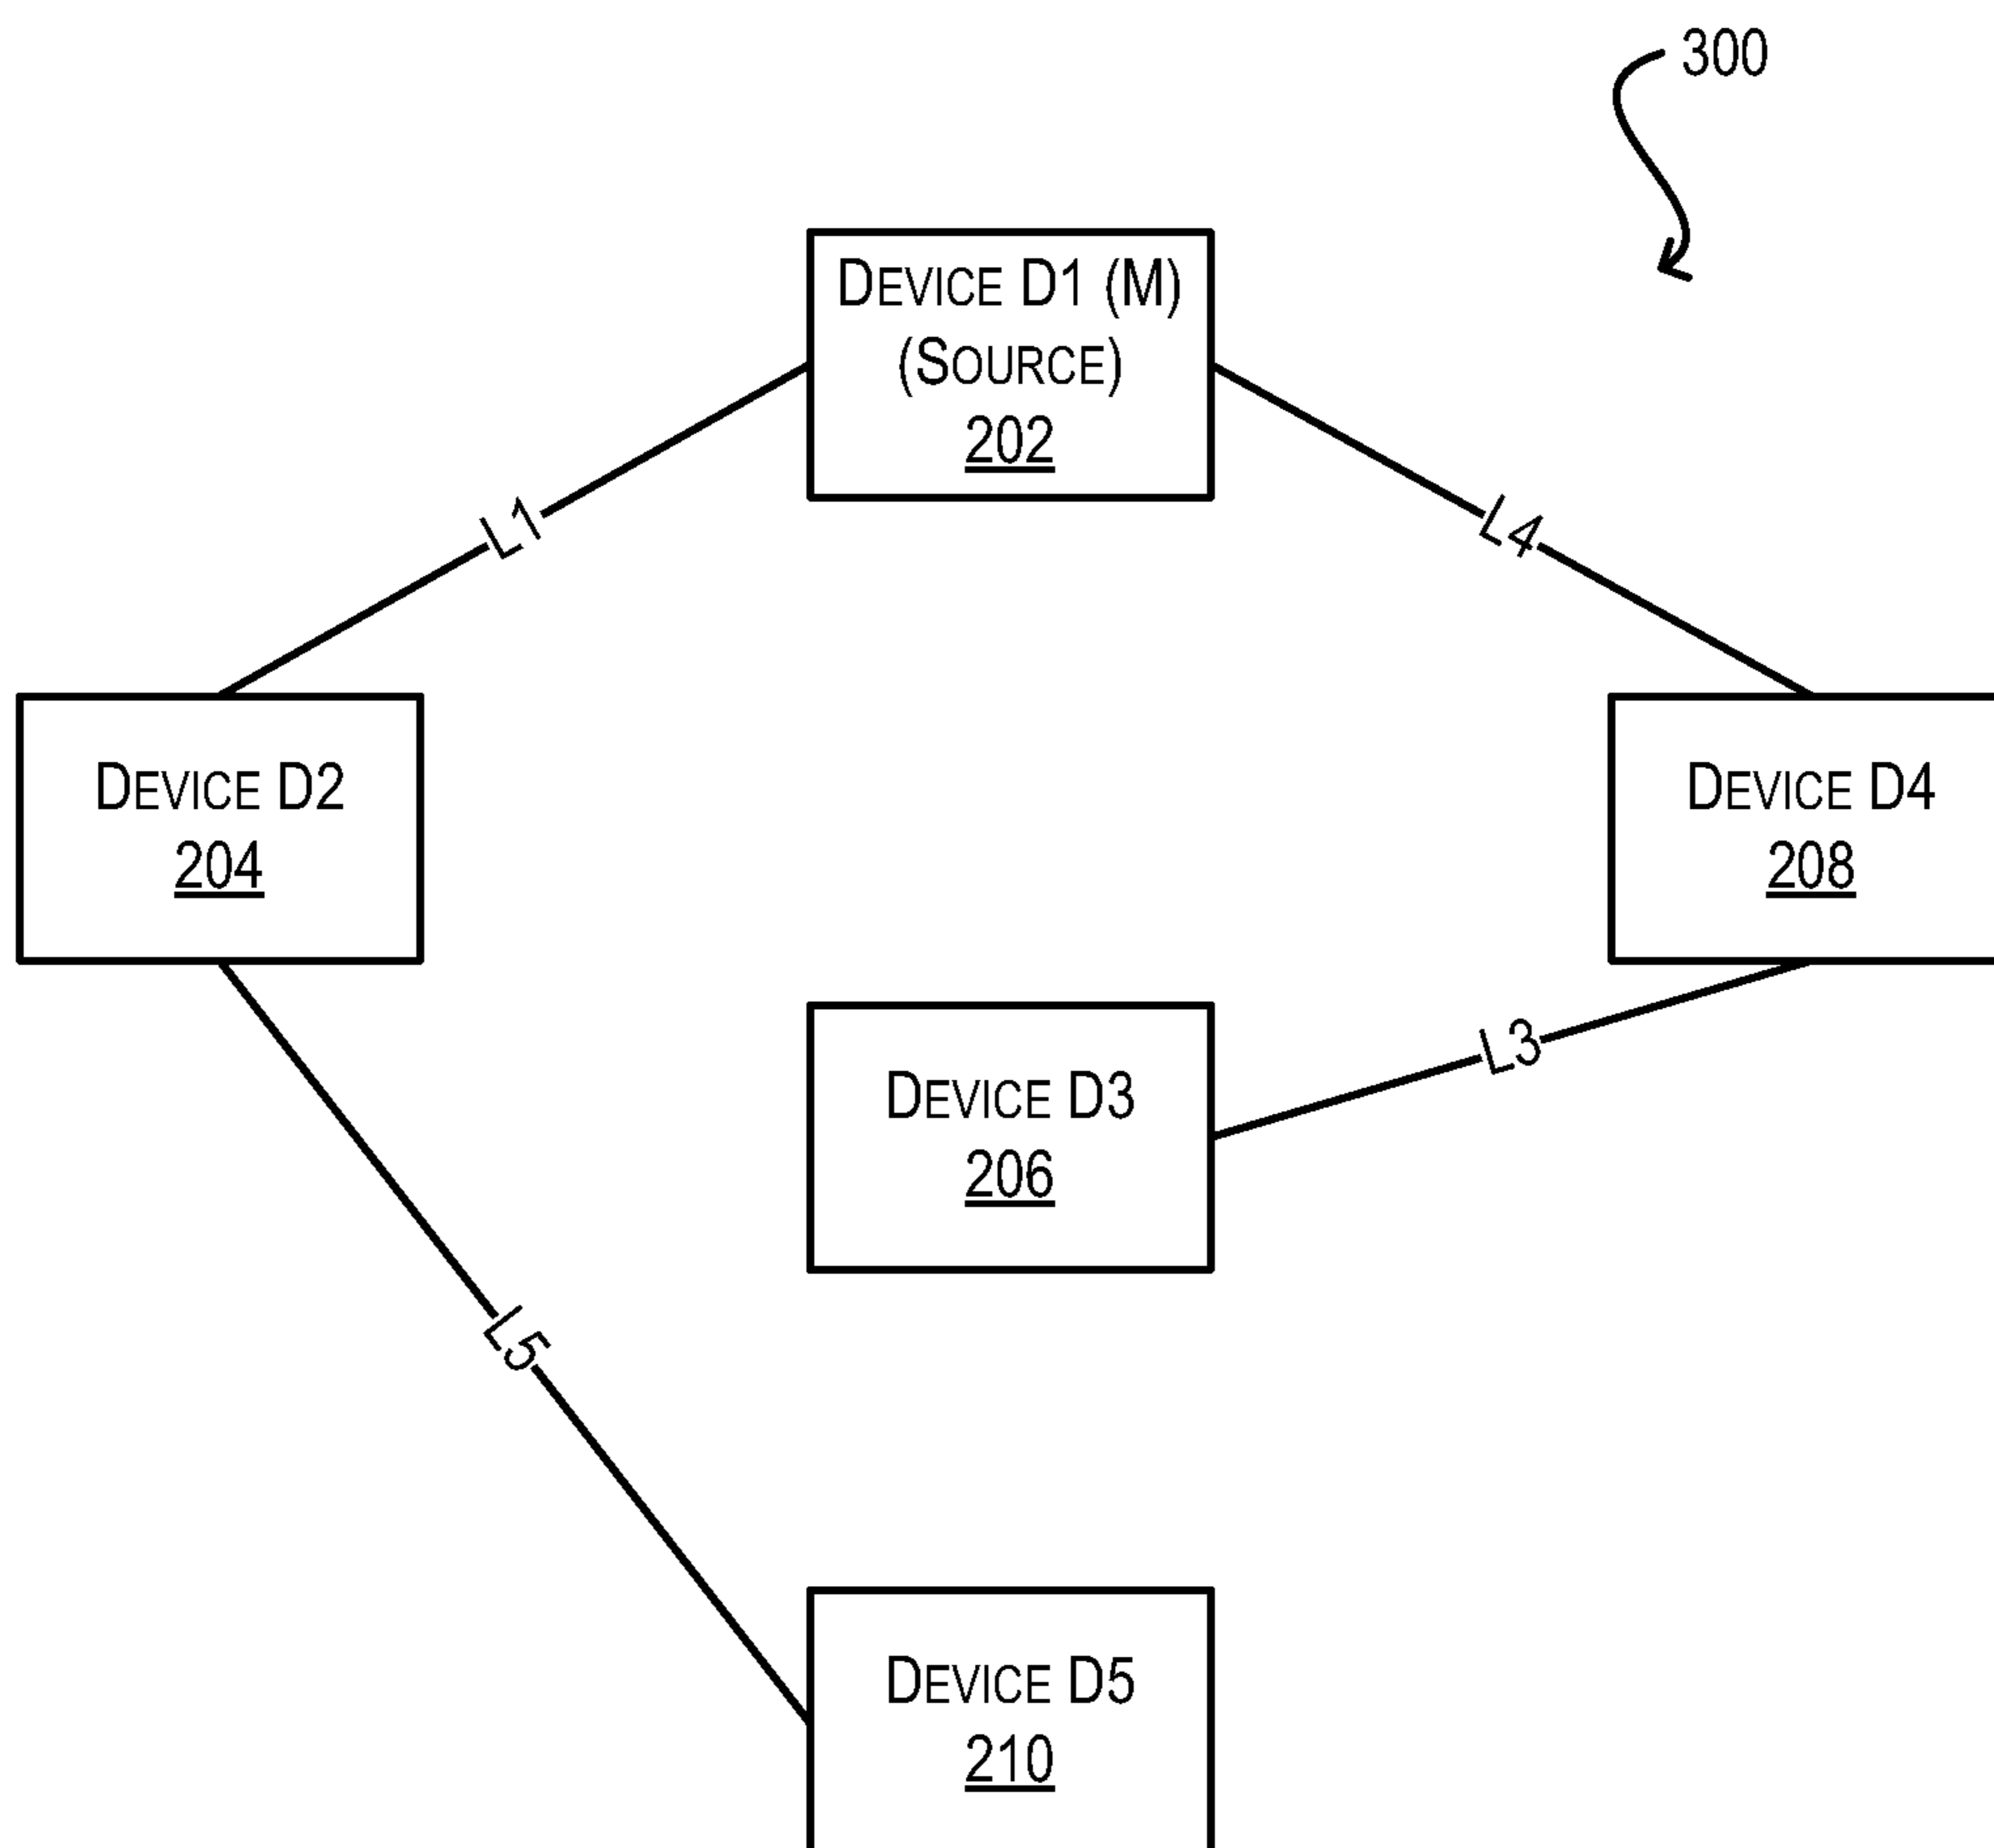 300
DEVICE D1 (M)
(SOURCE)
202
L1
L4
DEVICE D2
204
DEVICE D4
208
DEVICE D3
206
L3
L5
DEVICE D5
210